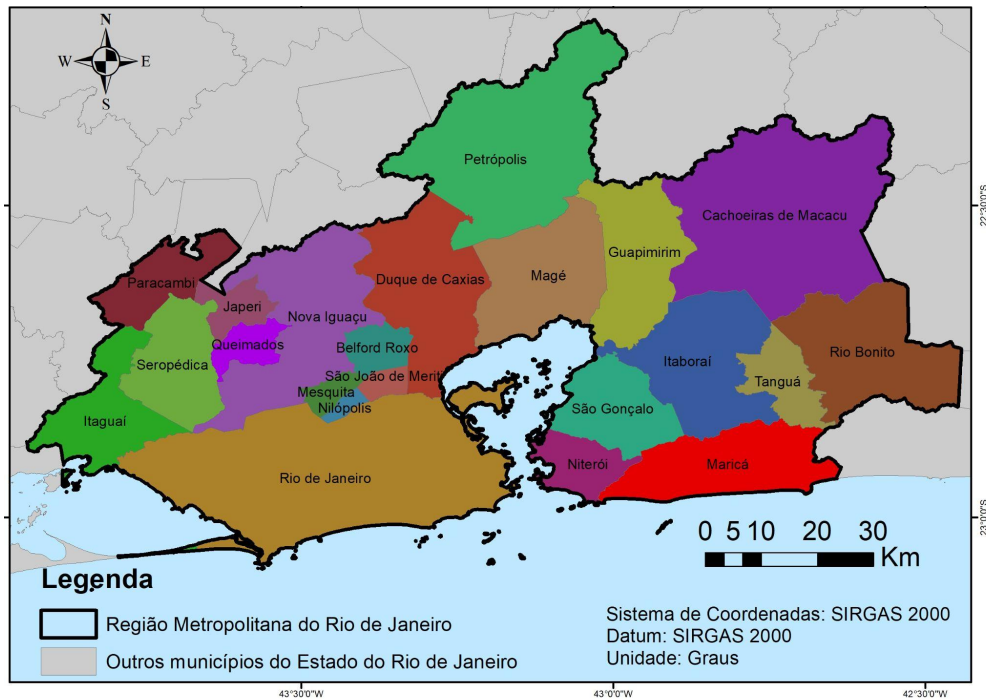 N
W E
S
Petrópolis
Cachoeiras de Macacu
22°30'0"S
Guapimirim
Duque de Caxias
Magé
Paracambi
Japeri
Nova Iguaçu
Queimados
Belford Roxo
Rio Bonito
Seropédica
Itaboraí
São João de Meriti
Tanguá
Mesquita
Nilópolis
São Gonçalo
Itaguaí
Niterói
Maricá
Rio de Janeiro
23°0'0"S
0 5 10 20 30
Km
Legenda
Região Metropolitana do Rio de Janeiro
Outros municípios do Estado do Rio de Janeiro
Sistema de Coordenadas: SIRGAS 2000
Datum: SIRGAS 2000
Unidade: Graus
43°30'0"W 43°0'0"W 42°30'0"W